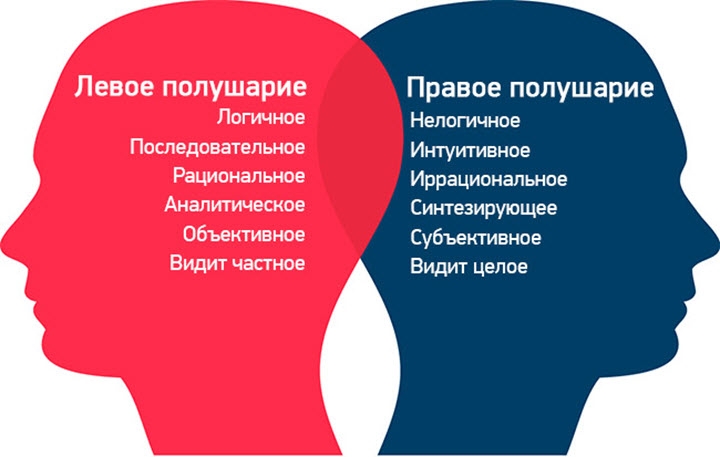 Левое полушарие
Логичное
Последовательное
Рациональное
Аналитическое
Объективное
Видит частное
Правое полушарие
Нелогичное
Интуитивное
Иррациональное
Синтезирующее
Субъективное
Видит целое